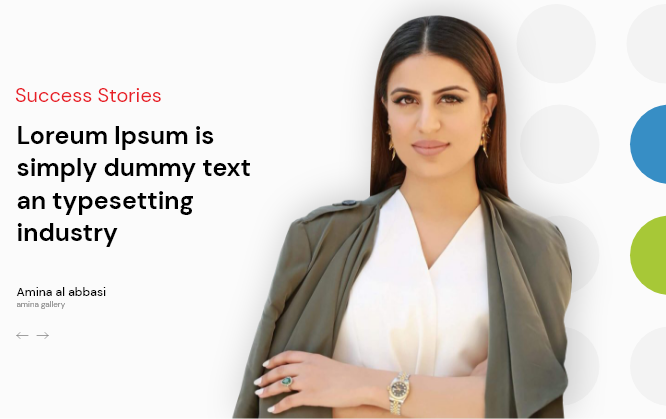 Success Stories
Loreum Ipsum is
simply dummy text
an typesetting
industry
Amina al abbasi
amina gallery